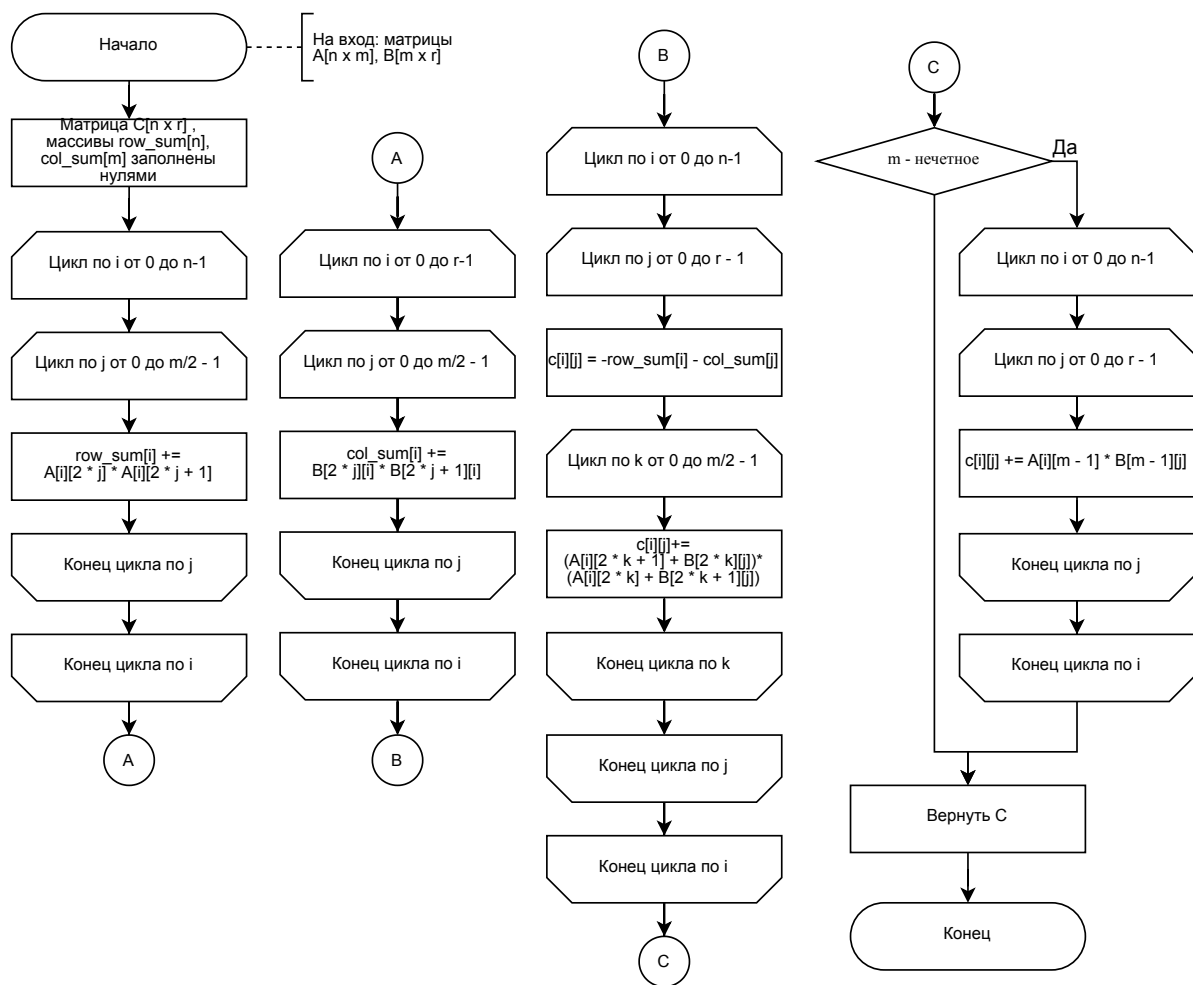 Начало
На вход: матрицы
A[n x m], B[m x r]
Матрица C[n x r] ,
массивы row_sum[n],
col_sum[m] заполнены
нулями
Цикл по i от 0 до n-1
Цикл по j от 0 до m/2 - 1
row_sum[i] +=
A[i][2 * j] * A[i][2 * j + 1]
Конец цикла по j
Конец цикла по i
A
A
Цикл по i от 0 до r-1
Цикл по j от 0 до m/2 - 1
col_sum[i] +=
B[2 * j][i] * B[2 * j + 1][i]
Конец цикла по j
Конец цикла по i
B
B
Цикл по i от 0 до n-1
Цикл по j от 0 до r - 1
c[i][j] = -row_sum[i] - col_sum[j]
Цикл по k от 0 до m/2 - 1
c[i][j]+=
(A[i][2 * k + 1] + B[2 * k][j])*
(A[i][2 * k] + B[2 * k + 1][j])
Конец цикла по k
Конец цикла по j
Конец цикла по i
C
C
m - нечетное
Да
Цикл по i от 0 до n-1
Цикл по j от 0 до r - 1
c[i][j] += A[i][m - 1] * B[m - 1][j]
Конец цикла по j
Конец цикла по i
Вернуть C
Конец